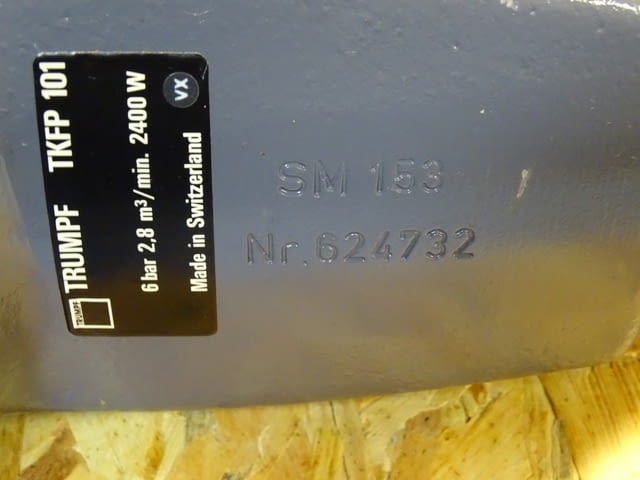 TRUMPF
TRUMPF TKFP 101
6 bar 2,8 m³/min. 2400 W
VX
Made in Switzerland
SM 153
Nr. 624732